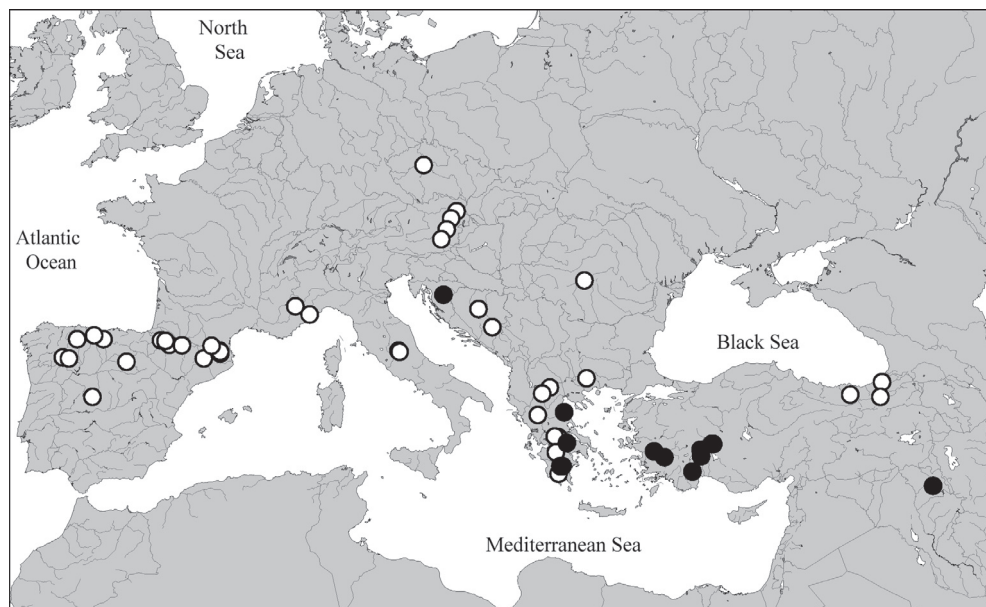 North
Sea
Atlantic
Ocean
Black Sea
Mediterranean Sea